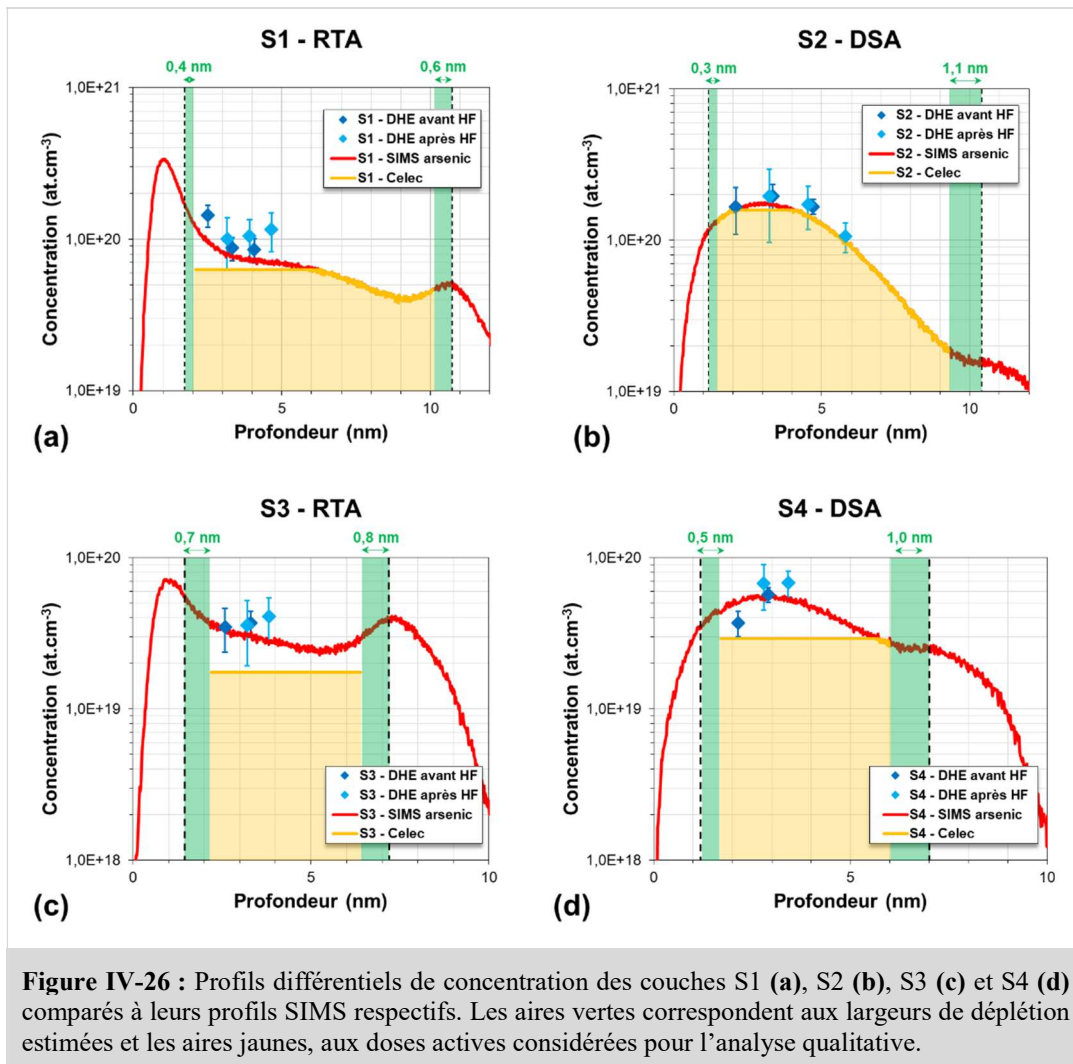 S1 - RTA
0,4 nm
0,6 nm
1,0E+21
1,0E+20
1,0E+19
Concentration (at.cm⁻³)
S1 - DHE avant HF
S1 - DHE après HF
S1 - SIMS arsenic
S1 - Celec
0
5
10
Profondeur (nm)
(a)
S2 - DSA
0,3 nm
1,1 nm
1,0E+21
1,0E+20
1,0E+19
Concentration (at.cm⁻³)
S2 - DHE avant HF
S2 - DHE après HF
S2 - SIMS arsenic
S2 - Celec
0
5
10
Profondeur (nm)
(b)
S3 - RTA
0,7 nm
0,8 nm
1,0E+20
1,0E+19
1,0E+18
Concentration (at.cm⁻³)
S3 - DHE avant HF
S3 - DHE après HF
S3 - SIMS arsenic
S3 - Celec
0
5
10
Profondeur (nm)
(c)
S4 - DSA
0,5 nm
1,0 nm
1,0E+20
1,0E+19
1,0E+18
Concentration (at.cm⁻³)
S4 - DHE avant HF
S4 - DHE après HF
S4 - SIMS arsenic
S4 - Celec
0
5
10
Profondeur (nm)
(d)
Figure IV-26 : Profils différentiels de concentration des couches S1 (a), S2 (b), S3 (c) et S4 (d)
comparés à leurs profils SIMS respectifs. Les aires vertes correspondent aux largeurs de déplétion
estimées et les aires jaunes, aux doses actives considérées pour l'analyse qualitative.